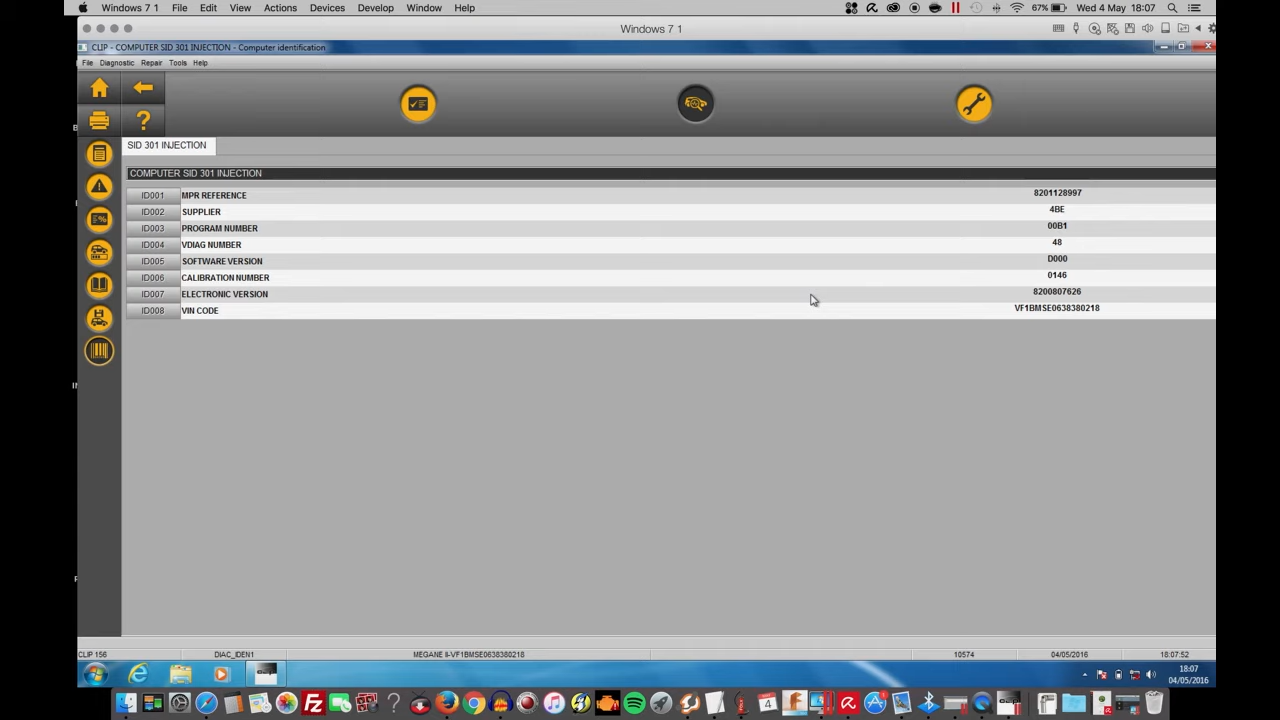 Windows 7 1 File Edit View Actions Devices Develop Window Help 67% Wed 4 May 18:07
Windows 7 1
CLIP - COMPUTER SID 301 INJECTION - Computer identification
File Diagnostic Repair Tools Help
SID 301 INJECTION
COMPUTER SID 301 INJECTION
ID001 MPR REFERENCE 8201128997
ID002 SUPPLIER 4BE
ID003 PROGRAM NUMBER 00B1
ID004 VDIAG NUMBER 48
ID005 SOFTWARE VERSION D000
ID006 CALIBRATION NUMBER 0146
ID007 ELECTRONIC VERSION 8200807626
ID008 VIN CODE VF1BMSE0638380218
CLIP 156 DIAC_IDEN1 MEGANE II-VF1BMSE0638380218 10574 04/05/2016 18:07:52
18:07
04/05/2016